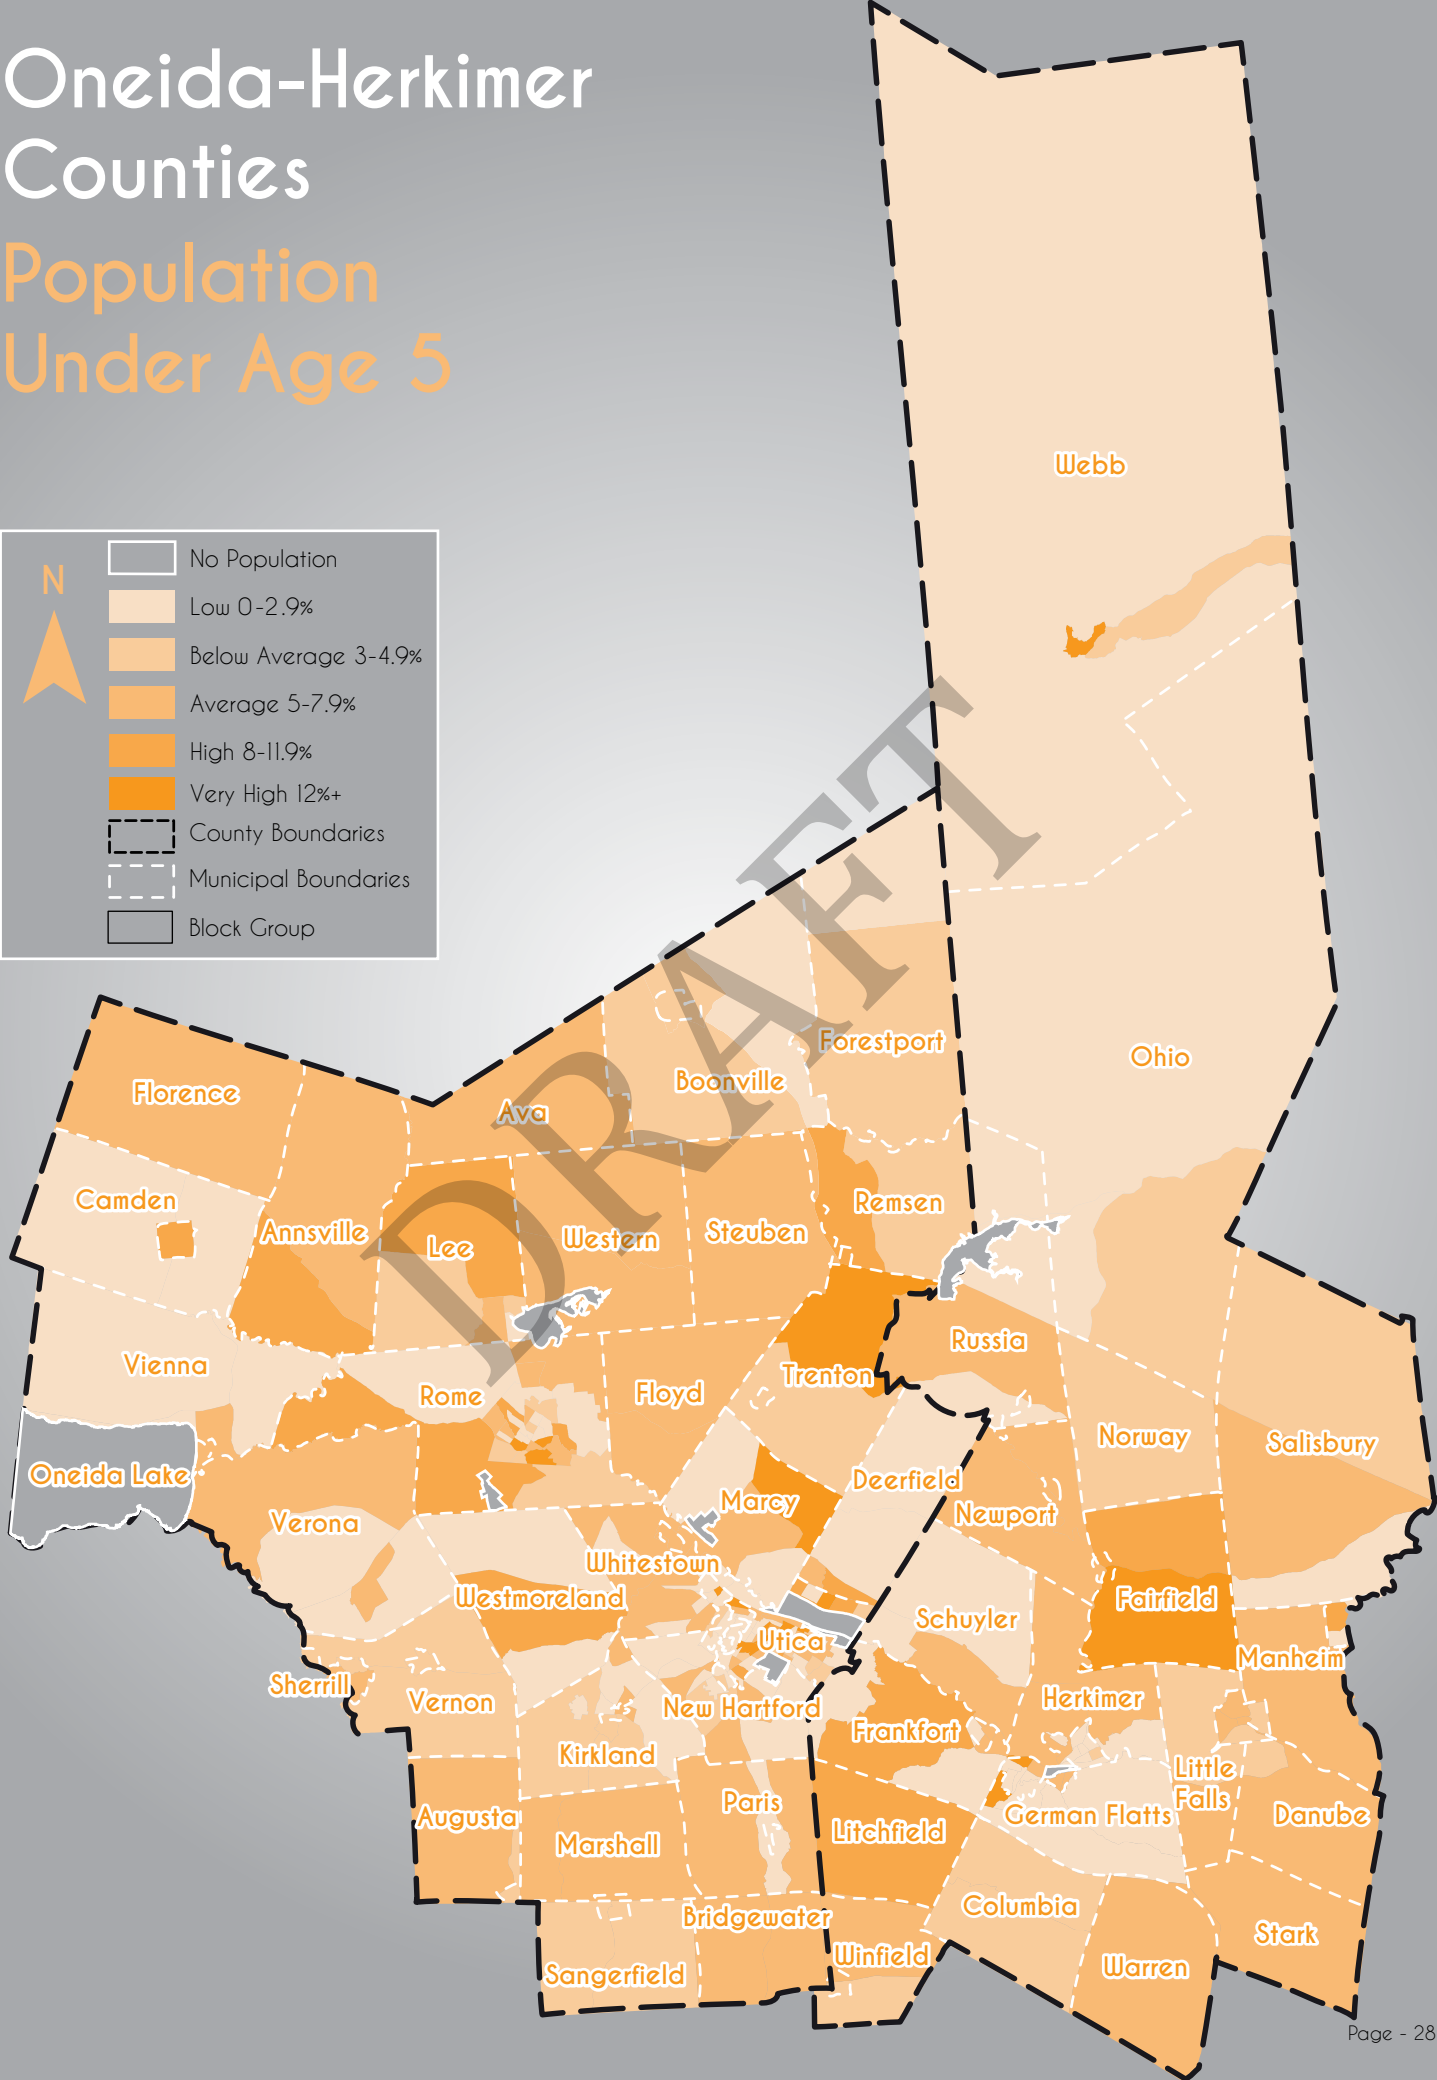 Oneida-Herkimer
Counties
Population
Under Age 5
N
No Population
Low 0-2.9%
Below Average 3-4.9%
Average 5-7.9%
High 8-11.9%
Very High 12%+
County Boundaries
Municipal Boundaries
Block Group
Webb
DRAFT
Forestport
Ohio
Boonville
Florence
Ava
Camden
Remsen
Annsville
Lee
Western
Steuben
Russia
Vienna
Trenton
Rome
Floyd
Norway
Salisbury
Oneida Lake
Deerfield
Marcy
Newport
Verona
Whitestown
Westmoreland
Fairfield
Schuyler
Utica
Manheim
Sherrill
Vernon
New Hartford
Herkimer
Frankfort
Kirkland
Little
Falls
Paris
Augusta
German Flatts
Danube
Marshall
Litchfield
Columbia
Bridgewater
Stark
Winfield
Warren
Sangerfield
Page - 28